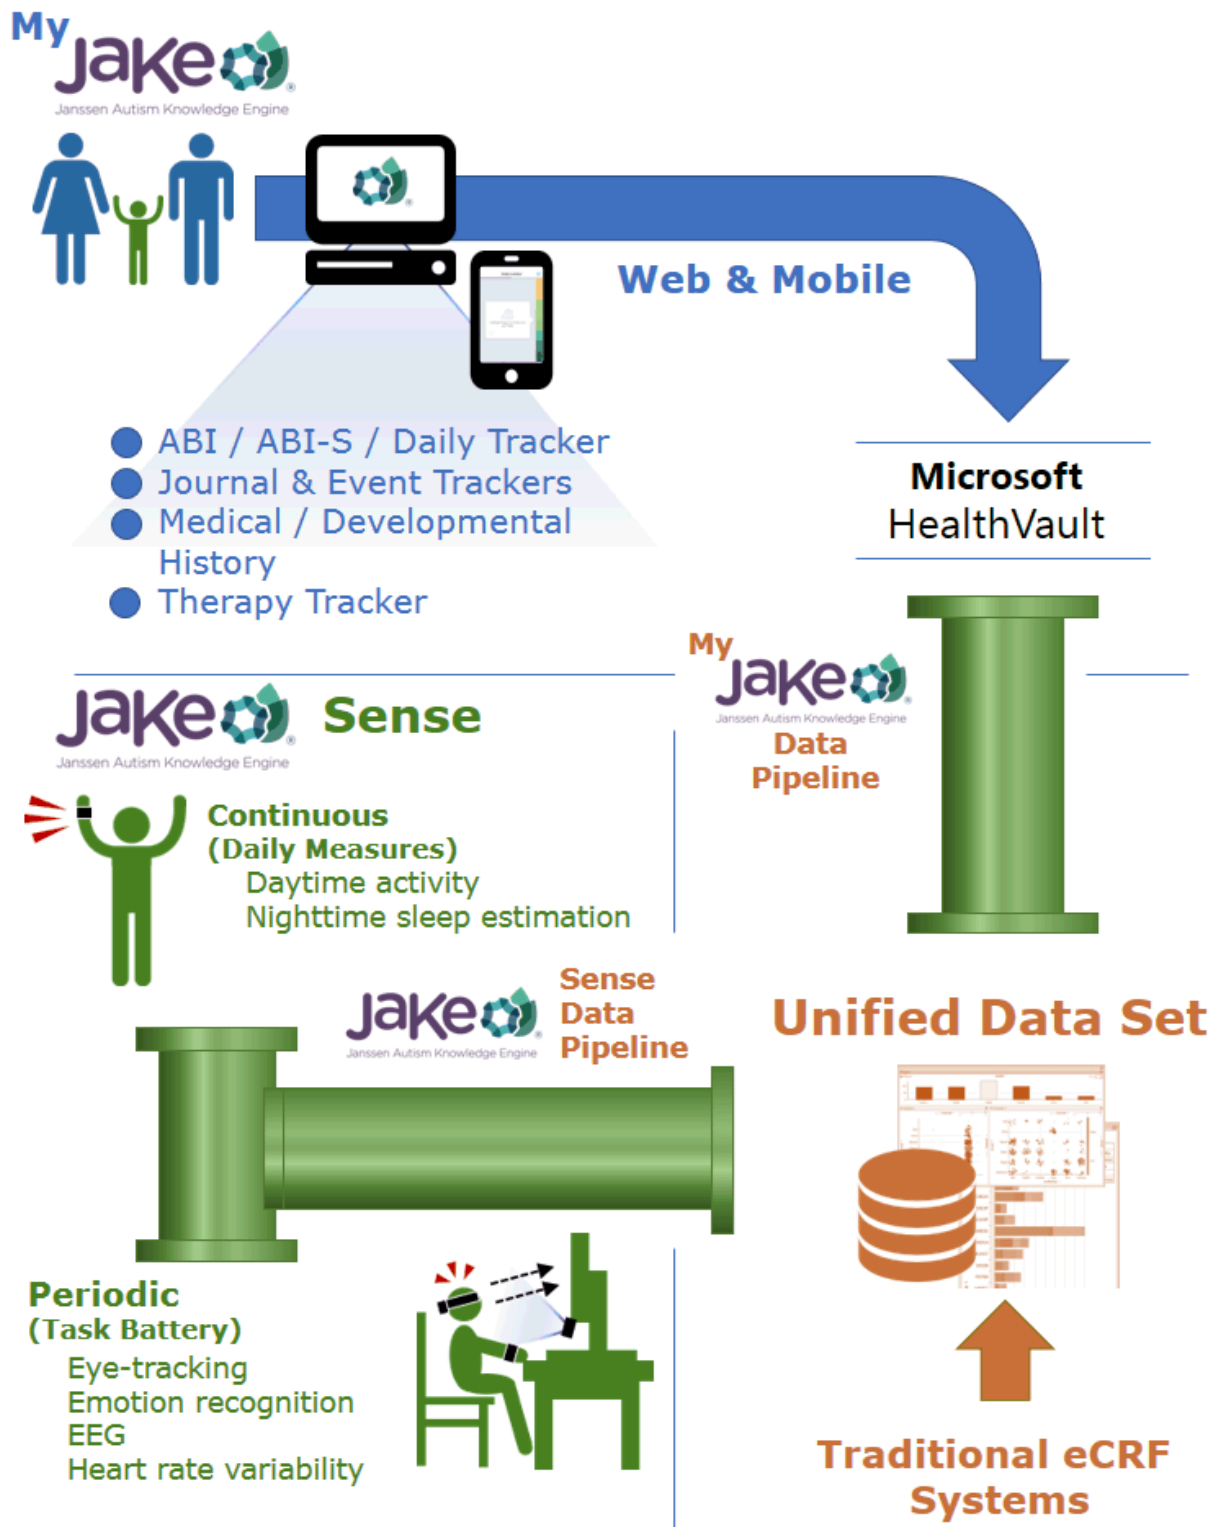 My
JAKE ®
Janssen Autism Knowledge Engine
Web & Mobile
ABI / ABI-S / Daily Tracker
Journal & Event Trackers
Medical / Developmental
History
Therapy Tracker
Microsoft
HealthVault
My
JAKE ®
Janssen Autism Knowledge Engine
Data
Pipeline
JAKE ® Sense
Janssen Autism Knowledge Engine
Continuous
(Daily Measures)
Daytime activity
Nighttime sleep estimation
JAKE ®
Janssen Autism Knowledge Engine
Sense
Data
Pipeline
Unified Data Set
Periodic
(Task Battery)
Eye-tracking
Emotion recognition
EEG
Heart rate variability
Traditional eCRF
Systems